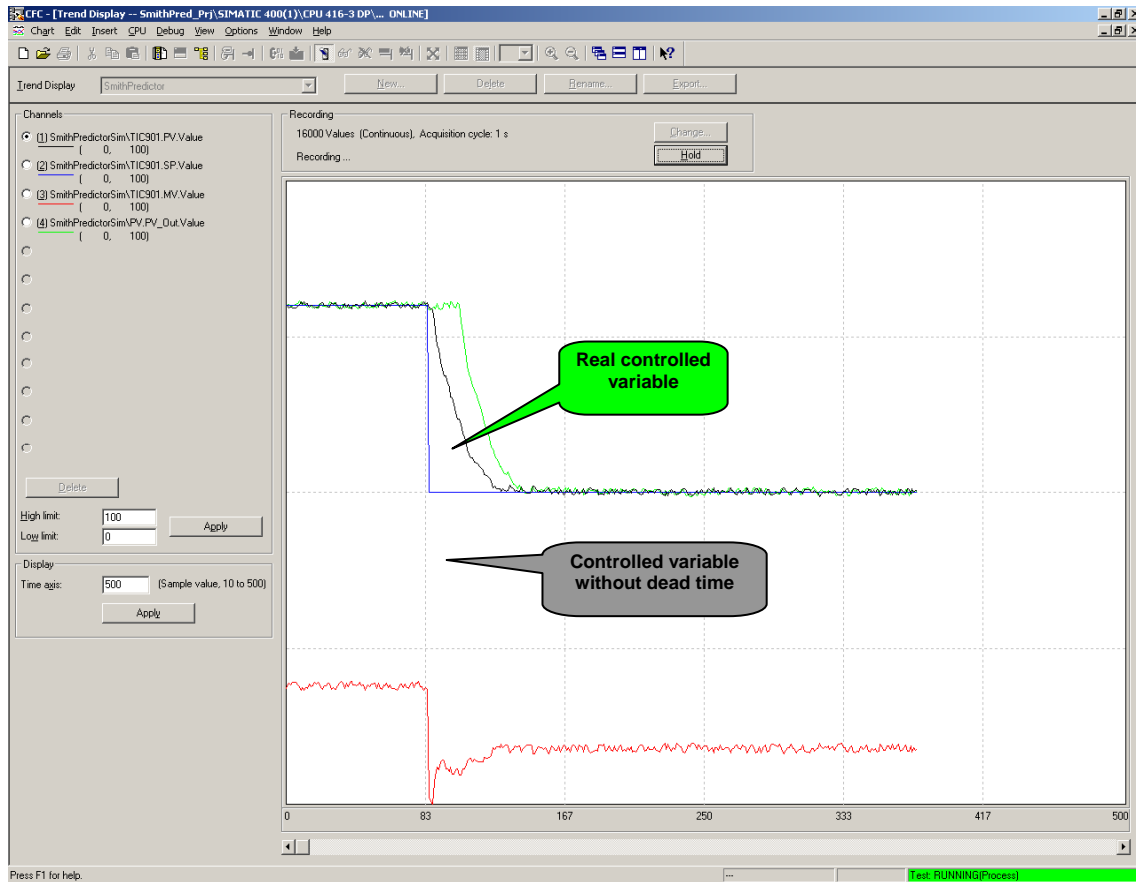 CFC - [Trend Display -- SmithPred_Prj\SIMATIC 400(1)\CPU 416-3 DP\... ONLINE]
Chart Edit Insert CPU Debug View Options Window Help
Trend Display SmithPredictor New... Delete Rename... Export...
Channels
(1) SmithPredictorSim\TIC901.PV.Value
( 0, 100)
(2) SmithPredictorSim\TIC901.SP.Value
( 0, 100)
(3) SmithPredictorSim\TIC901.MV.Value
( 0, 100)
(4) SmithPredictorSim\PV.PV_Out.Value
( 0, 100)
Delete
High limit: 100
Low limit: 0
Apply
Display
Time axis: 500 (Sample value, 10 to 500)
Apply
Recording
16000 Values (Continuous), Acquisition cycle: 1 s
Change...
Recording ...
Hold
Real controlled
variable
Controlled variable
without dead time
0 83 167 250 333 417 500
Press F1 for help. --- Test: RUNNING(Process)